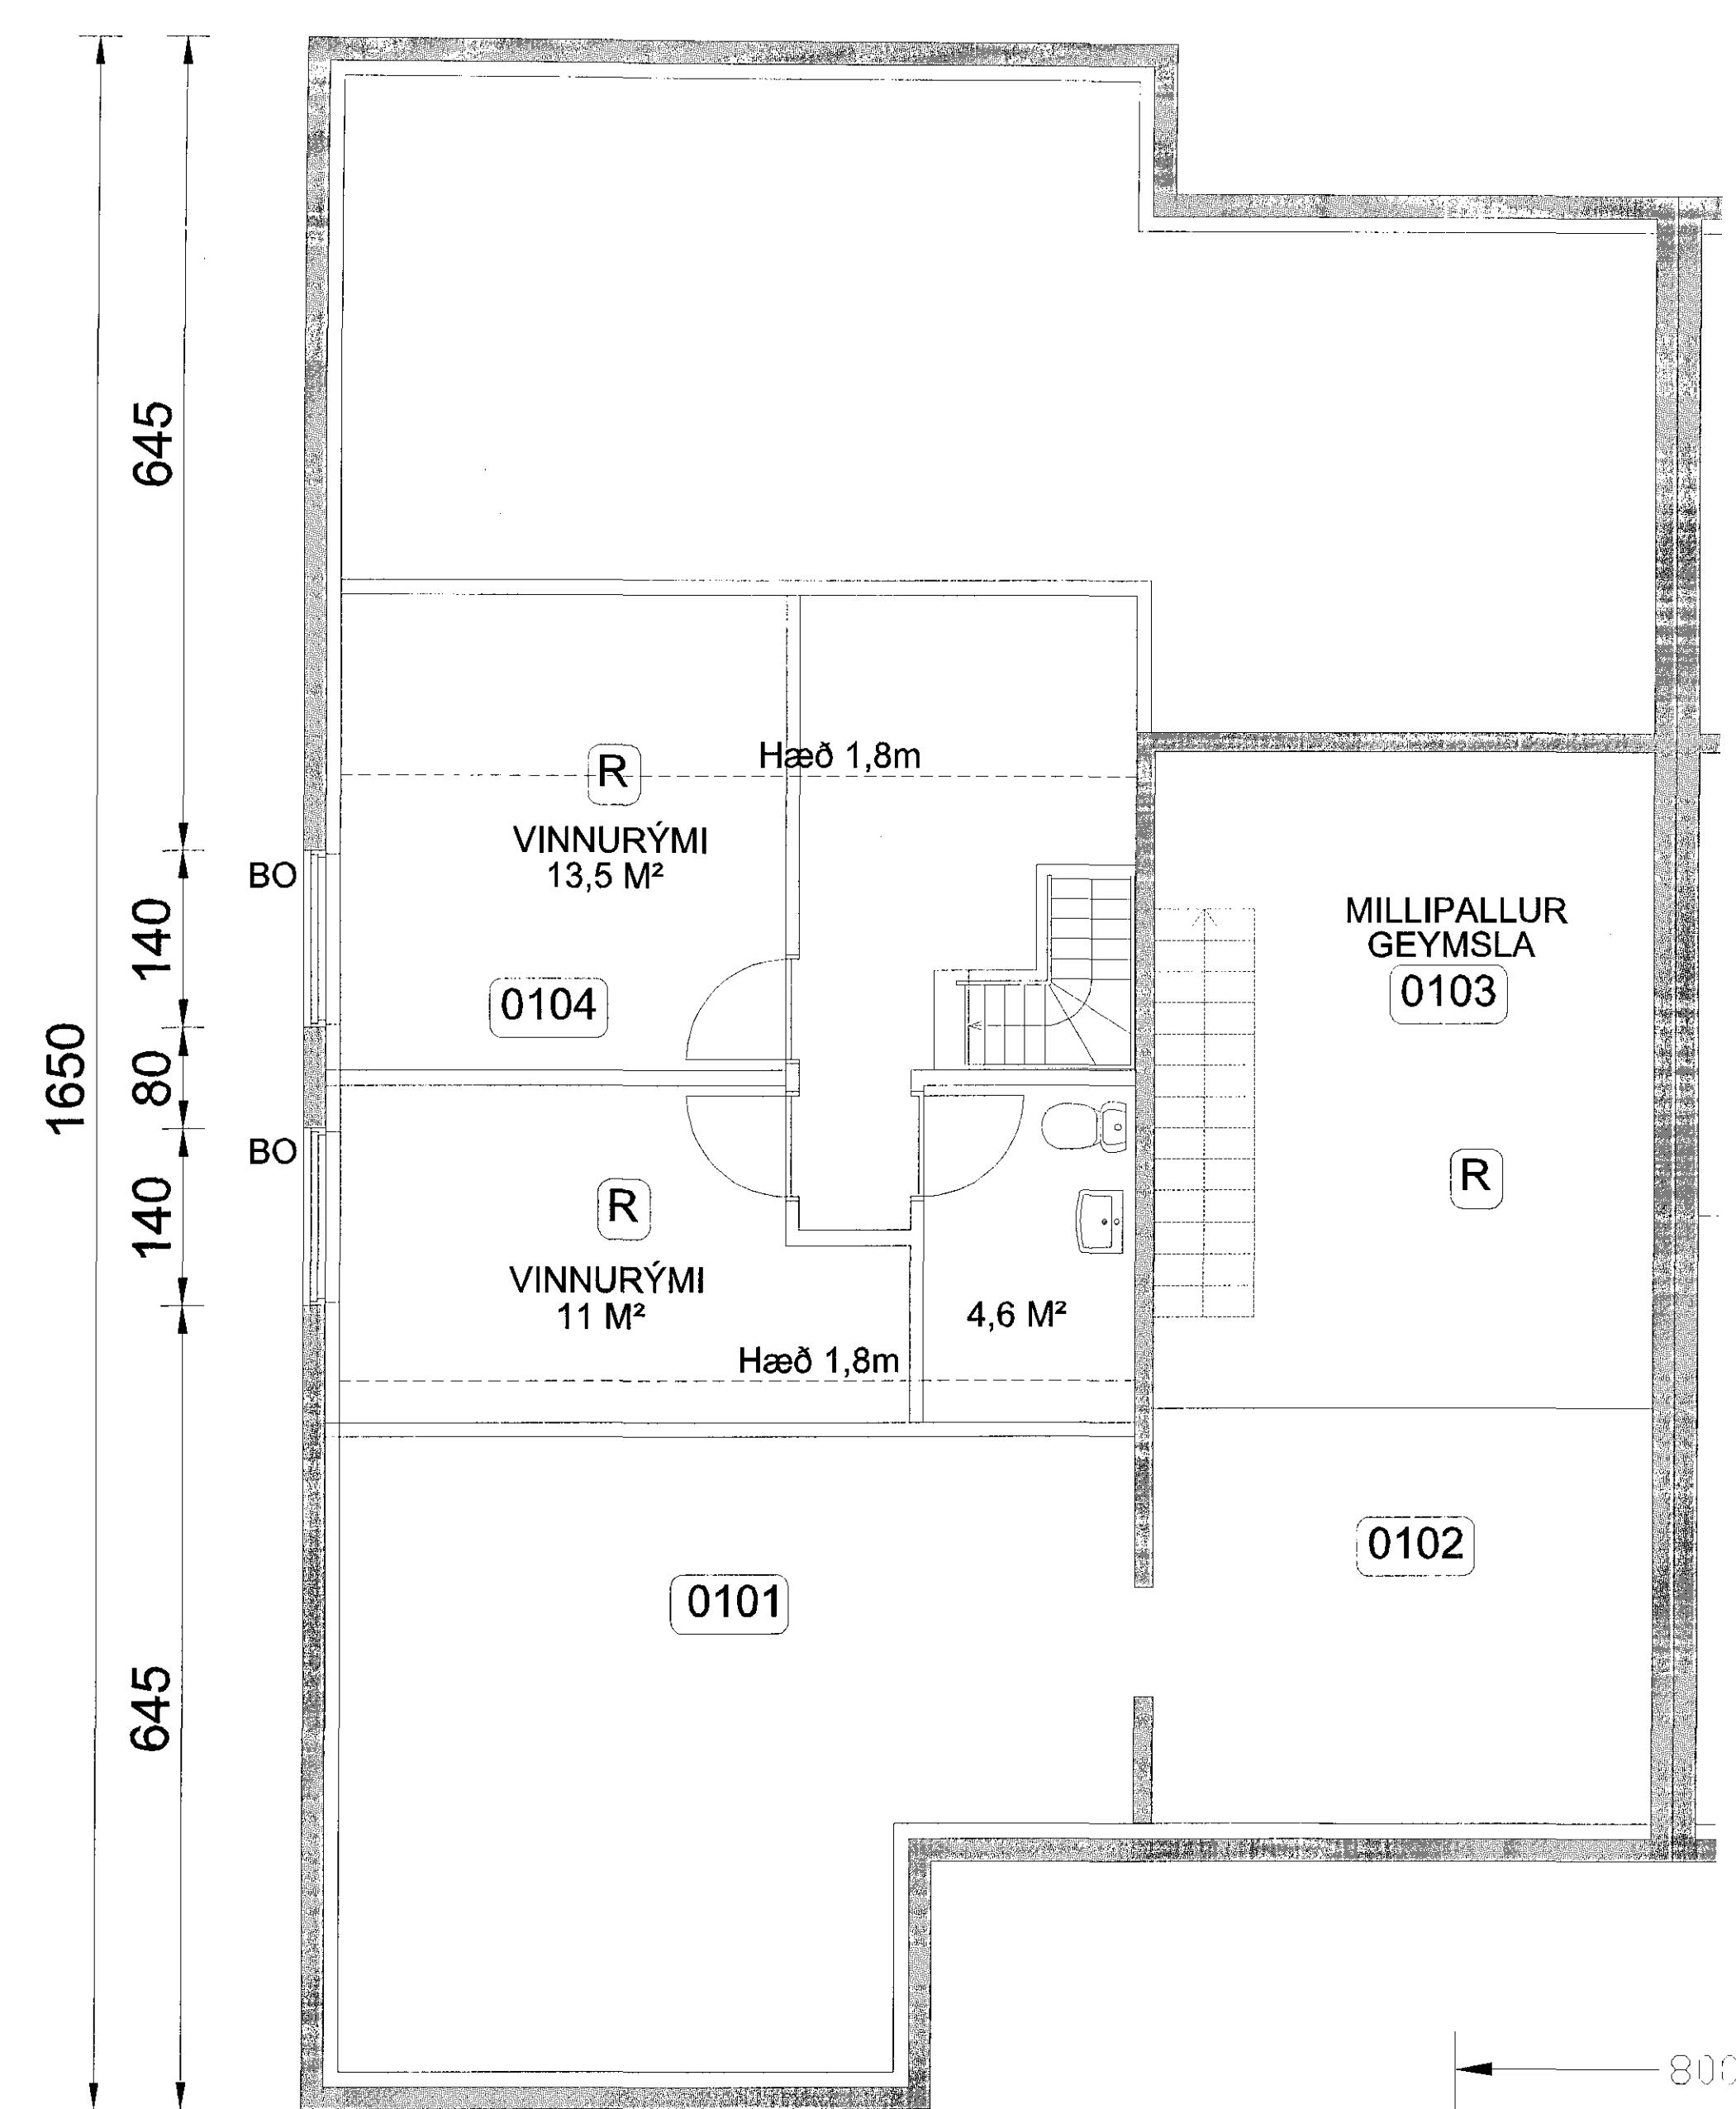 645
Hæð 1,8m
R
VINNURÝMI
13,5 M²
BO
140
MILLIPALLUR
GEYMSLA
0103
0104
1650
80
BO
140
R
R
VINNURÝMI
11 M²
4,6 M²
Hæð 1,8m
0102
0101
645
800